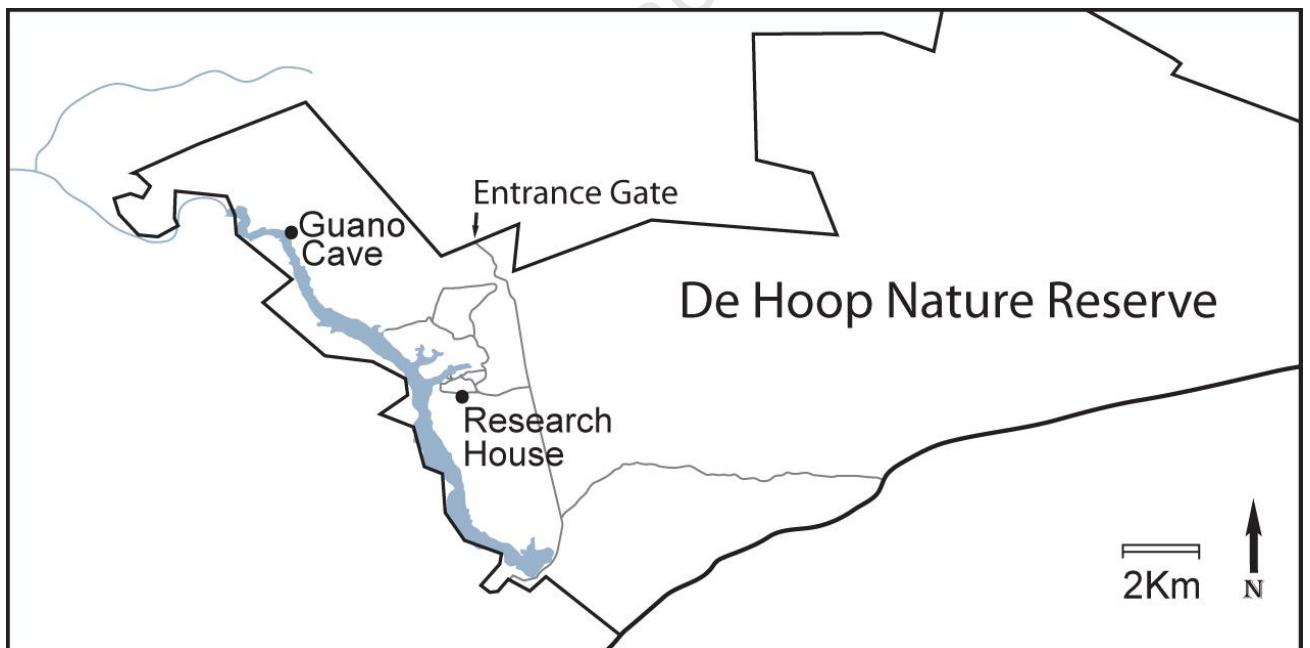 Entrance Gate
Guano
Cave
De Hoop Nature Reserve
Research
House
2Km
N